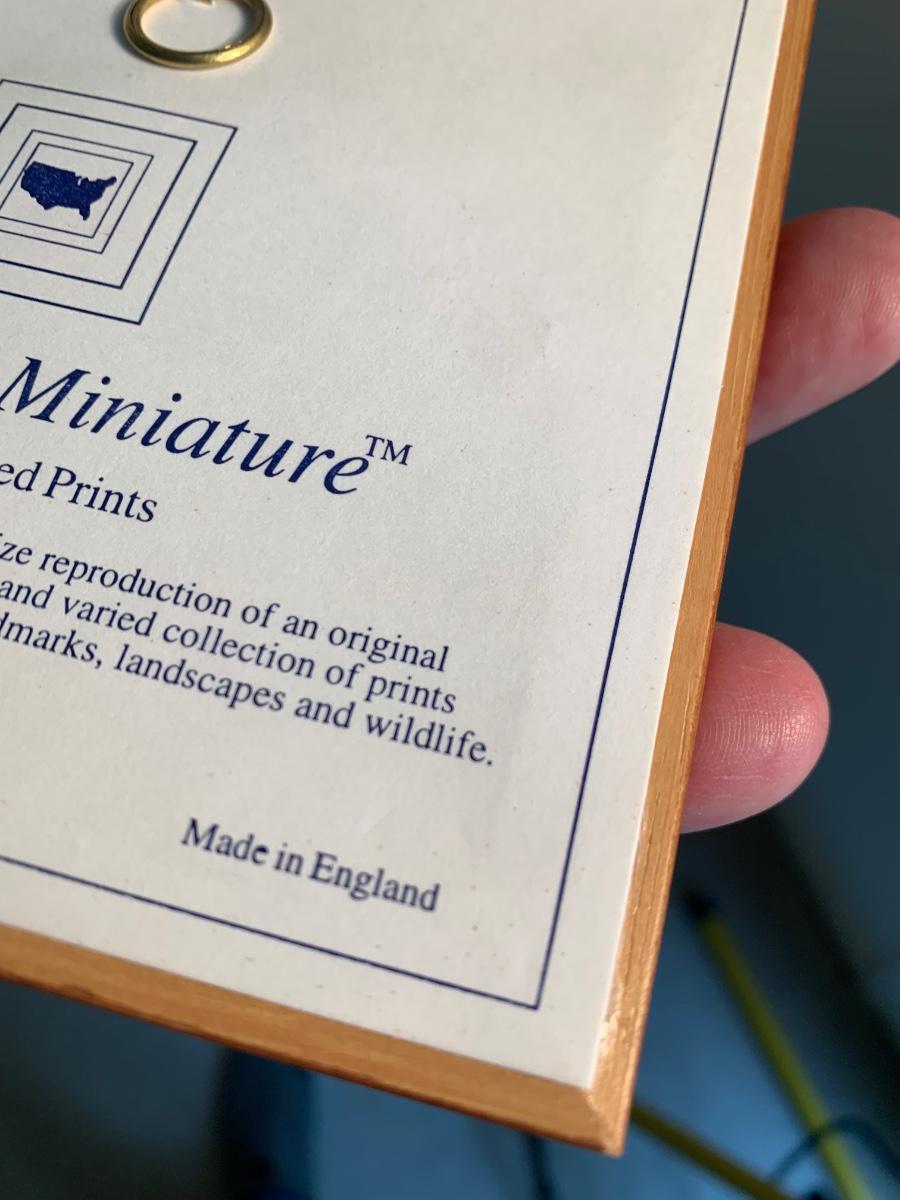 Miniature™
ed Prints
ze reproduction of an original
and varied collection of prints
dmarks, landscapes and wildlife.
Made in England